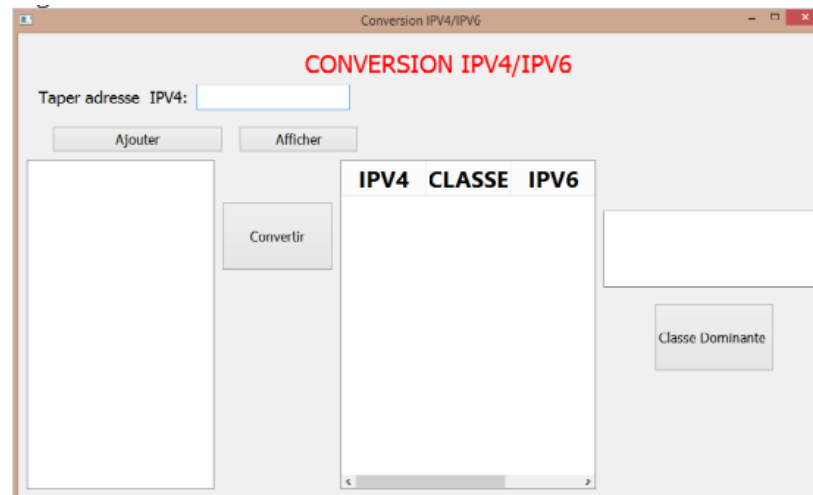 Conversion IPV4/IPV6
CONVERSION IPV4/IPV6
Taper adresse IPV4:
Ajouter
Afficher
IPV4 CLASSE IPV6
Convertir
Classe Dominante